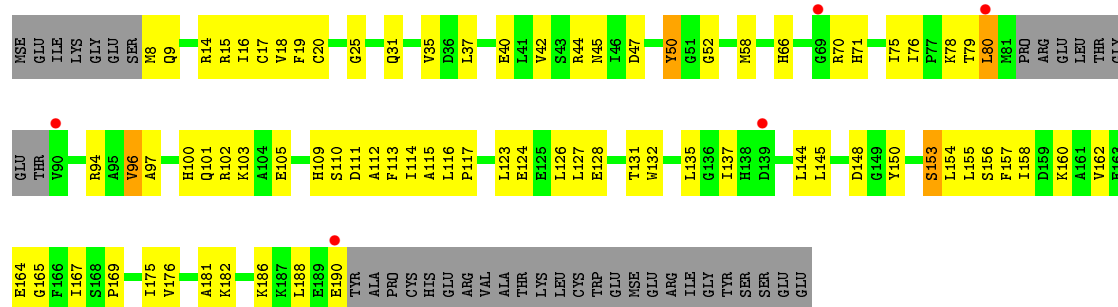 MSE GLU ILE LYS GLY GLU SER M8 Q9 R14 R15 I16 C17 V18 F19 C20 G25 Q31 V35 D36 L37 E40 L41 V42 S43 R44 N45 I46 D47 Y50 G51 G52 M58 H66 G69 R70 H71 I75 I76 P77 K78 T79 L80 M81 PRO ARG GLU LEU THR GLY
GLU THR V90 R94 A95 V96 A97 H100 Q101 R102 K103 A104 E105 H109 S110 D111 A112 F113 I114 A115 L116 P117 L123 E124 E125 L126 L127 E128 T131 W132 L135 G136 I137 H138 D139 L144 L145 D148 G149 Y150 S153 L154 L155 S156 F157 I158 D159 K160 A161 V162 E163
E164 G165 F166 I167 S168 P169 I175 V176 A181 K182 K186 K187 L188 E189 E190 TYR ALA PRO CYS HIS GLU ARG VAL ALA THR LYS LEU CYS TRP GLU MSE GLU ARG ILE GLY TYR SER SER GLU GLU